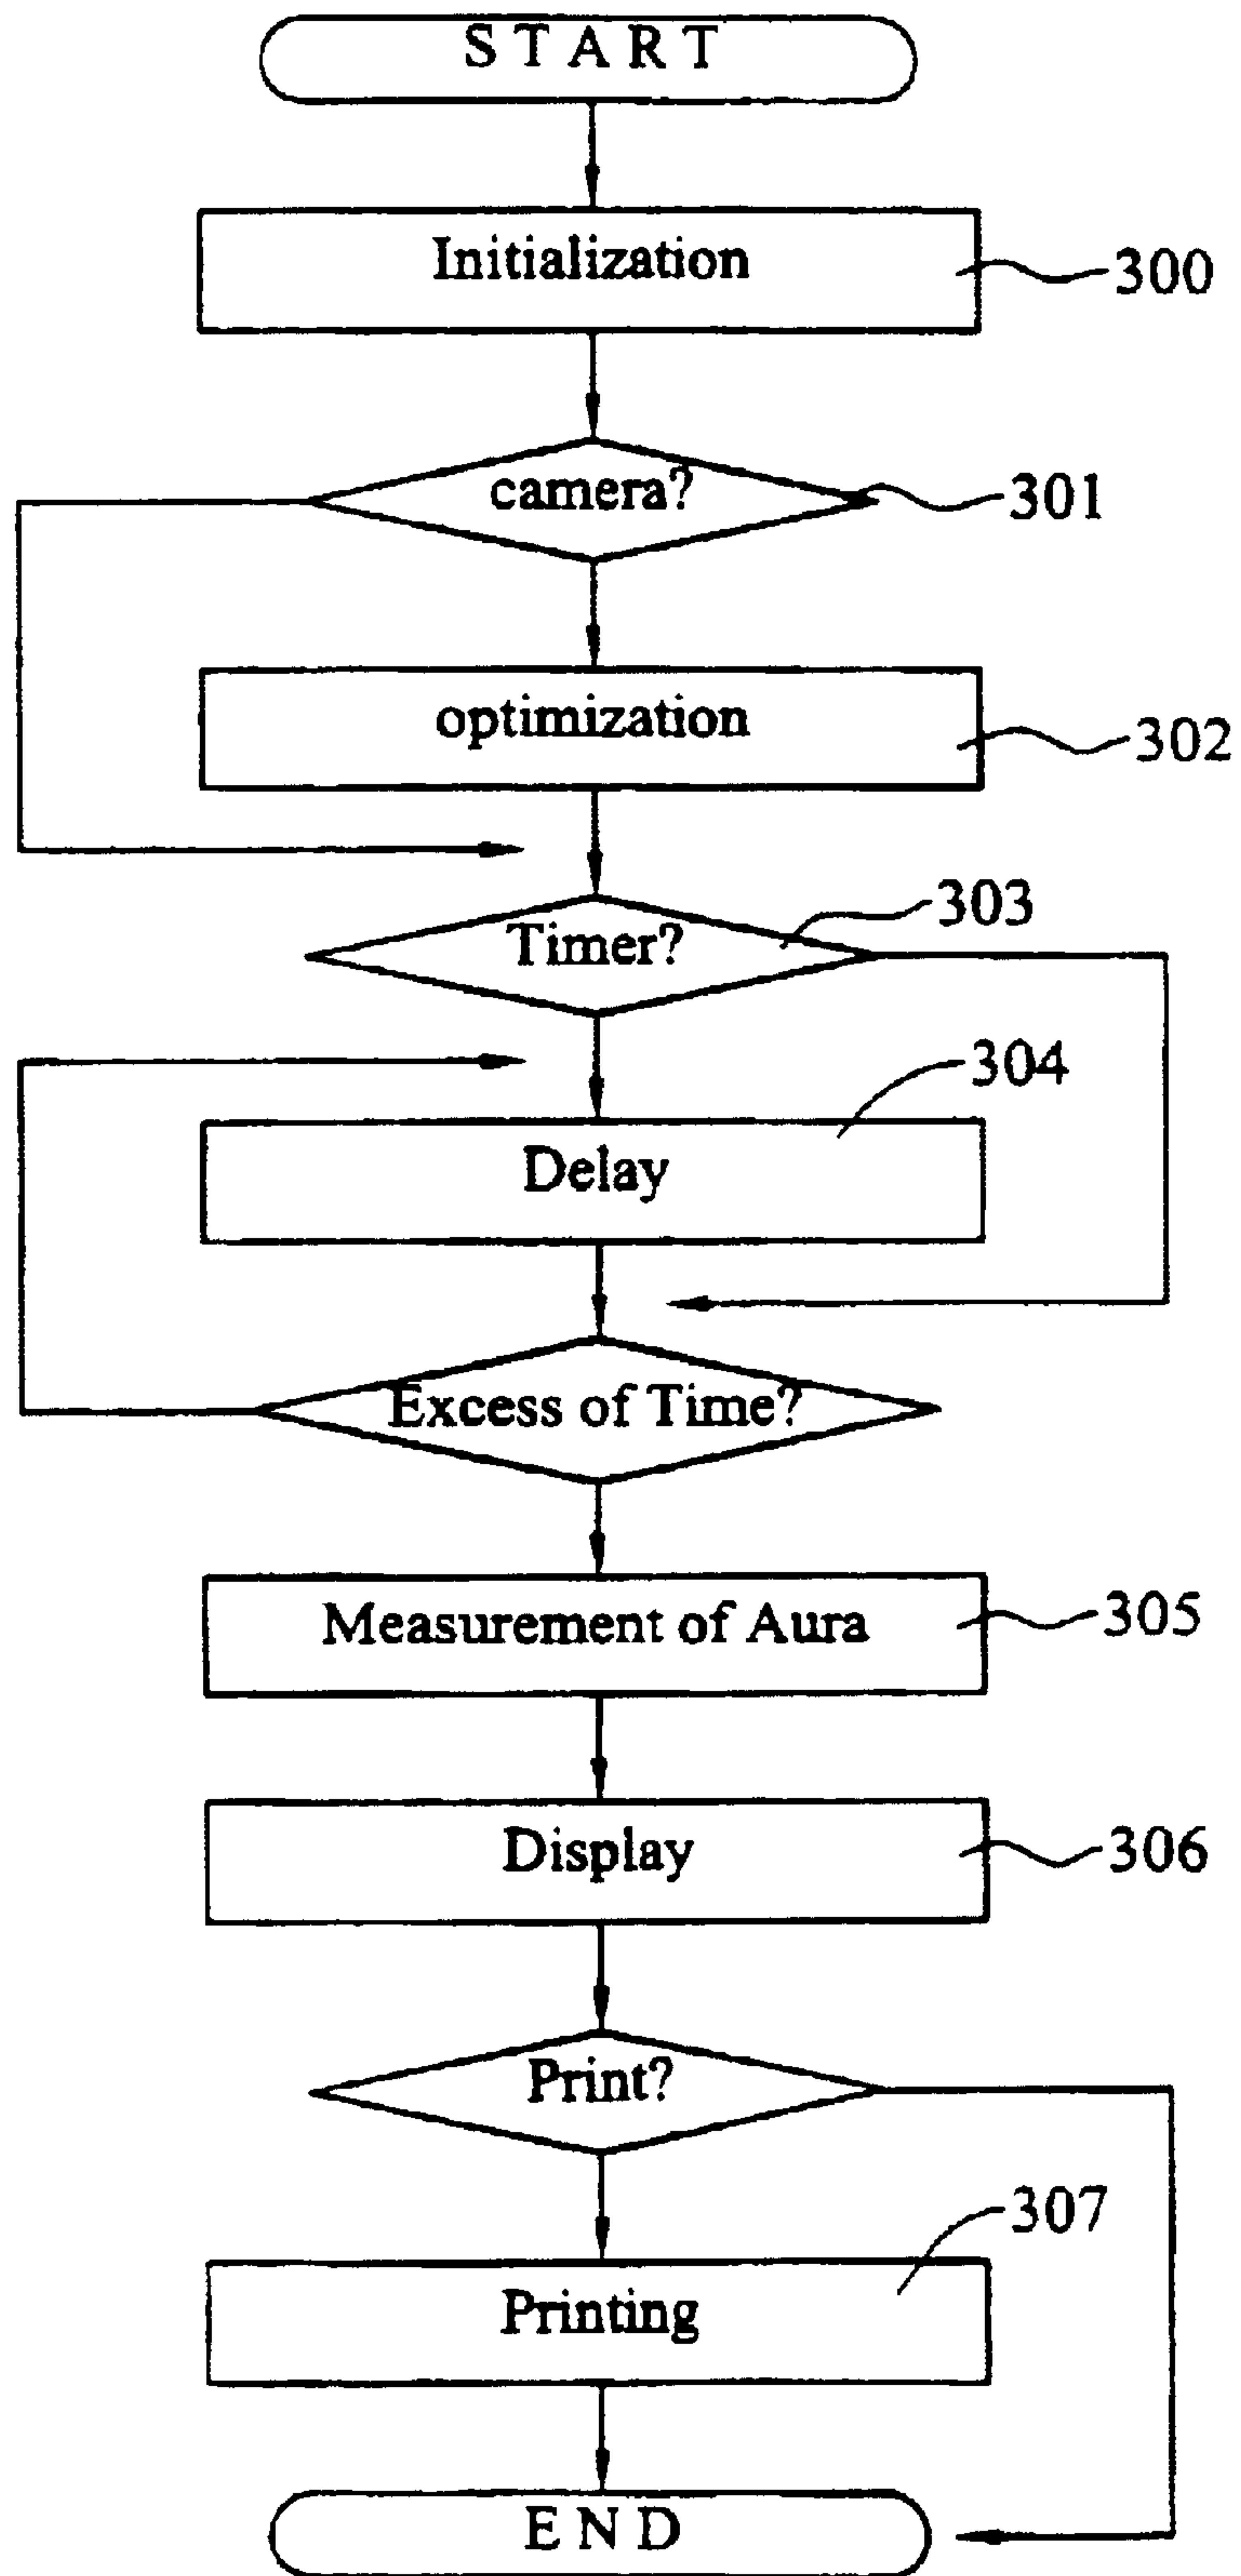 START
Initialization
300
camera?
301
optimization
302
Timer?
303
304
Delay
Excess of Time?
Measurement of Aura
305
Display
306
Print?
307
Printing
END